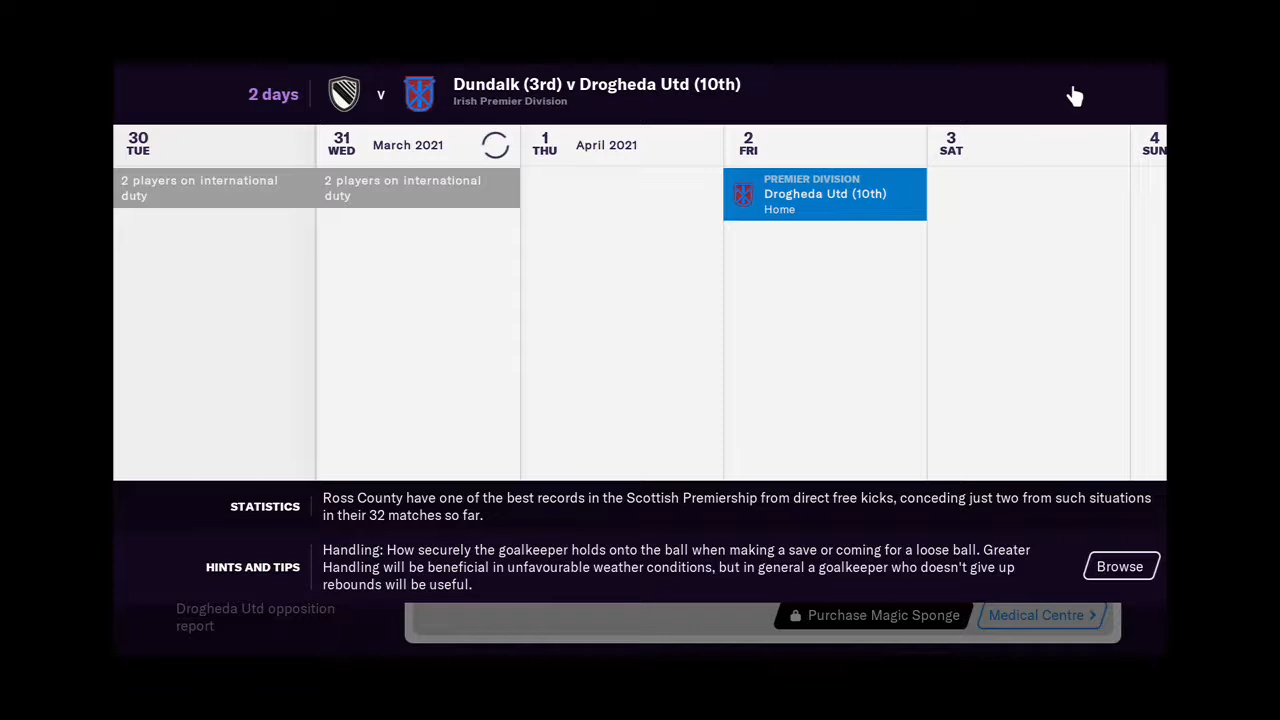 2 days
v
Dundalk (3rd) v Drogheda Utd (10th)
Irish Premier Division
30
TUE
31
WED
March 2021
1
THU
April 2021
2
FRI
3
SAT
4
SUN
2 players on international
duty
2 players on international
duty
PREMIER DIVISION
Drogheda Utd (10th)
Home
STATISTICS
Ross County have one of the best records in the Scottish Premiership from direct free kicks, conceding just two from such situations
in their 32 matches so far.
HINTS AND TIPS
Handling: How securely the goalkeeper holds onto the ball when making a save or coming for a loose ball. Greater
Handling will be beneficial in unfavourable weather conditions, but in general a goalkeeper who doesn't give up
rebounds will be useful.
Browse
Drogheda Utd opposition
report
Purchase Magic Sponge
Medical Centre >